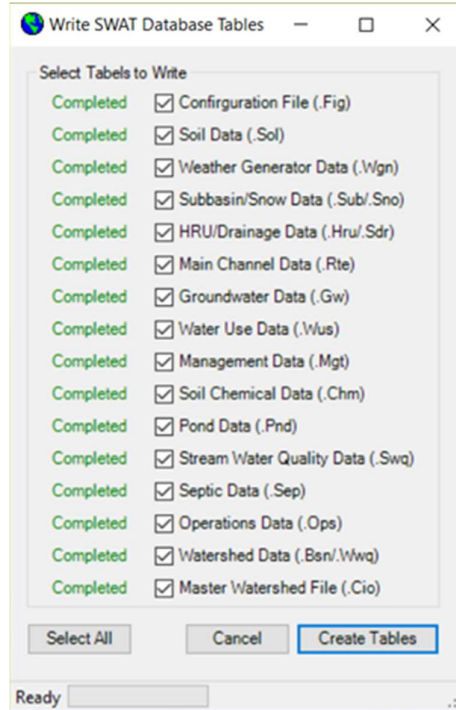 Write SWAT Database Tables
Select Tabels to Write
Completed Confirguration File (.Fig)
Completed Soil Data (.Sol)
Completed Weather Generator Data (.Wgn)
Completed Subbasin/Snow Data (.Sub/.Sno)
Completed HRU/Drainage Data (.Hru/.Sdr)
Completed Main Channel Data (.Rte)
Completed Groundwater Data (.Gw)
Completed Water Use Data (.Wus)
Completed Management Data (.Mgt)
Completed Soil Chemical Data (.Chm)
Completed Pond Data (.Pnd)
Completed Stream Water Quality Data (.Swq)
Completed Septic Data (.Sep)
Completed Operations Data (.Ops)
Completed Watershed Data (.Bsn/.Wwq)
Completed Master Watershed File (.Cio)
Select All Cancel Create Tables
Ready